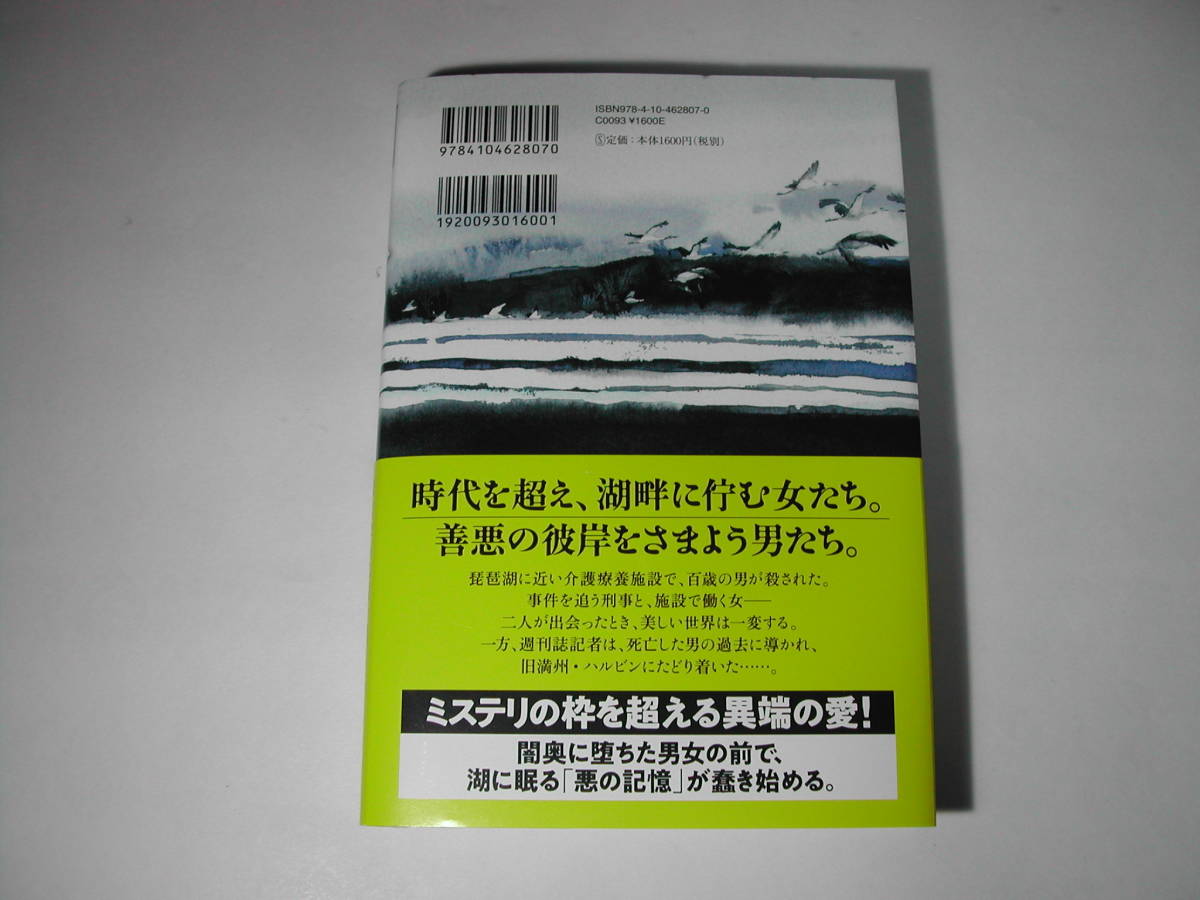 ISBN978-4-10-462807-0
C0093 ¥1600E
Ⓢ定価:本体1600円(税別)
9784104628070
1920093016001
時代を超え、湖畔に佇む女たち。
善悪の彼岸をさまよう男たち。
琵琶湖に近い介護療養施設で、百歳の男が殺された。
事件を追う刑事と、施設で働く女――
二人が出会ったとき、美しい世界は一変する。
一方、週刊誌記者は、死亡した男の過去に導かれ、
旧満州・ハルビンにたどり着いた……。
ミステリの枠を超える異端の愛!
闇奥に堕ちた男女の前で、
湖に眠る「悪の記憶」が蠢き始める。